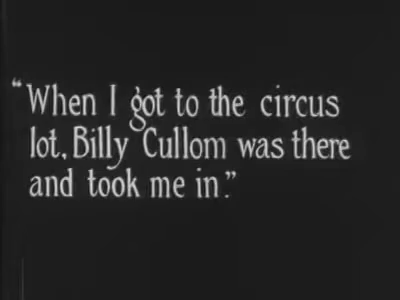 “When I got to the circus
lot, Billy Cullom was there
and took me in.”